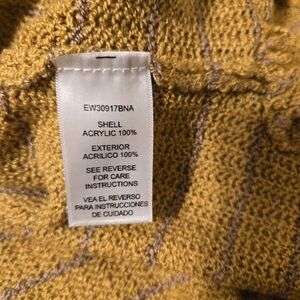 EW30917BNA
SHELL
ACRYLIC 100%
EXTERIOR
ACRILICO 100%
SEE REVERSE
FOR CARE
INSTRUCTIONS
VEA EL REVERSO
PARA INSTRUCCIONES
DE CUIDADO